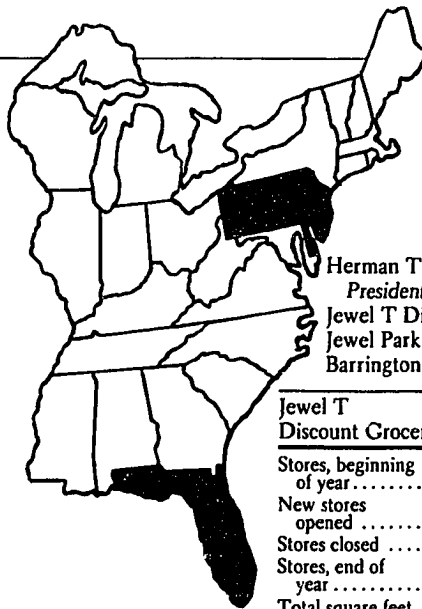 Herman T
President
Jewel T Di
Jewel Park
Barrington
Jewel T
Discount Grocer
Stores, beginning
of year........
New stores
opened ......
Stores closed ....
Stores, end of
year.........
Total square feet